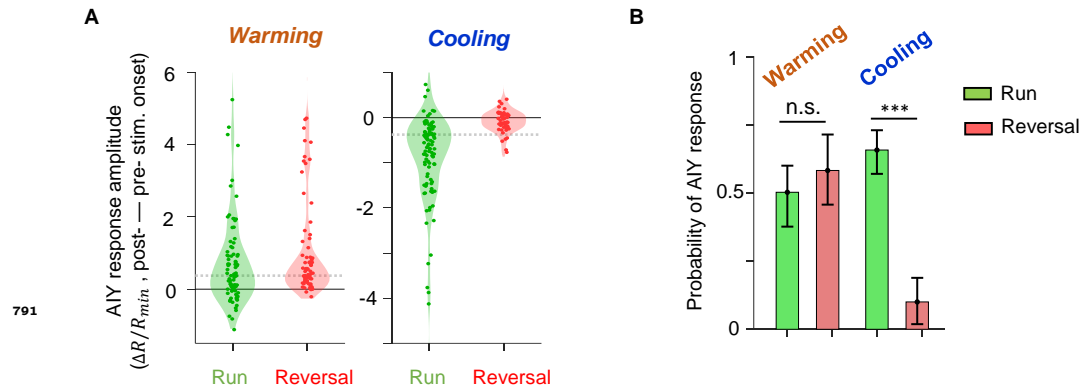 A
Warming
Cooling
AIY response amplitude
(ΔR/Rmin , post- — pre- stim. onset)
6
4
2
0
0
-2
-4
Run
Reversal
Run
Reversal
791
B
Warming
Cooling
Probability of AIY response
1
0.5
0
n.s.
***
Run
Reversal